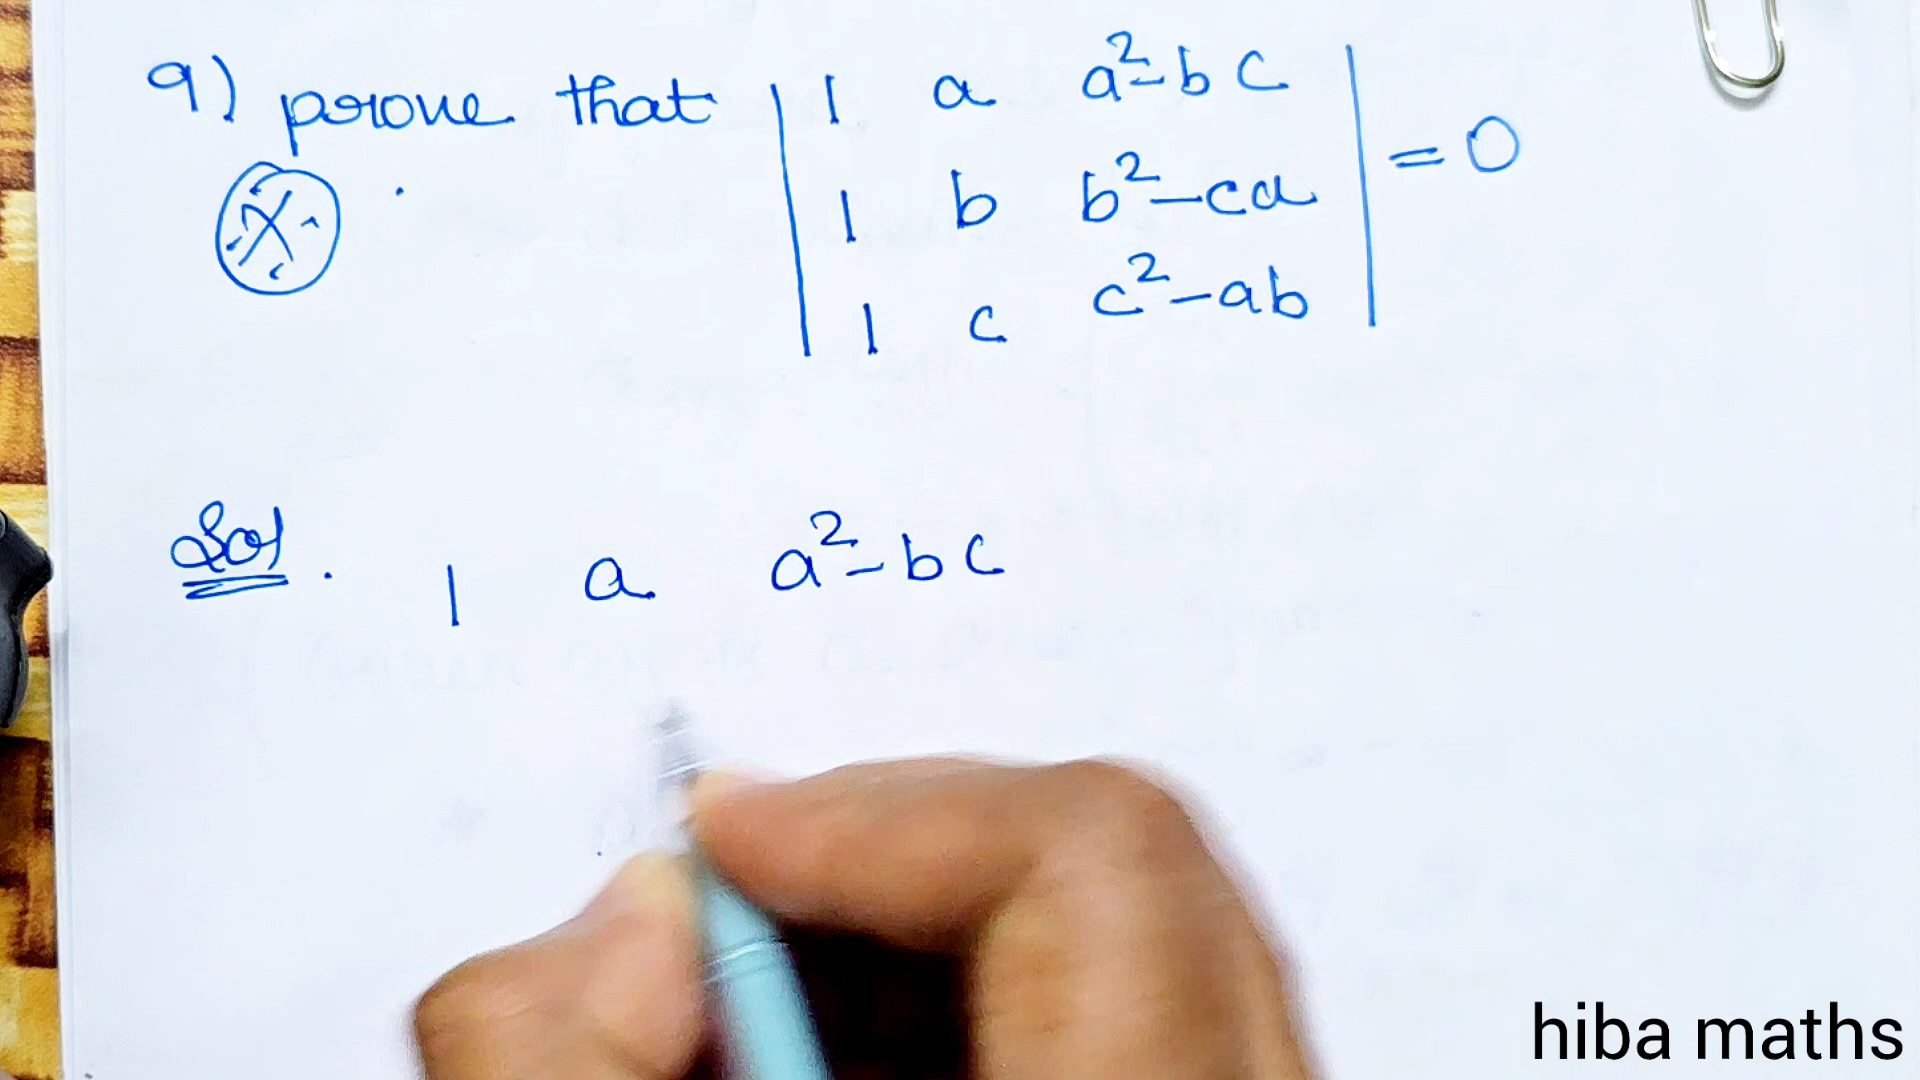 9) prove that | 1 a a²-bc |
| 1 b b²-ca | = 0
| 1 c c²-ab |
X
Sol. 1 a a²-bc
hiba maths